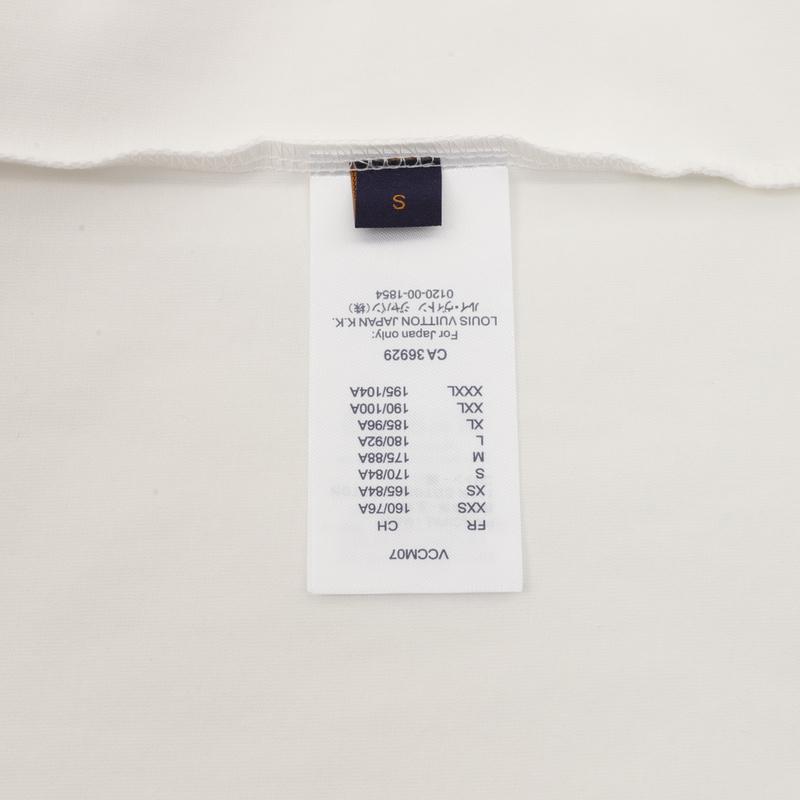 VCCM07
FR CH
XXS 160/76A
XS 165/84A
S 170/84A
M 175/88A
L 180/92A
XL 185/96A
XXL 190/100A
XXXL 195/104A
CA 36929
For Japan only:
LOUIS VUITTON JAPAN K.K.
ルイ・ヴィトン ジャパン(株)
0120-00-1854
S